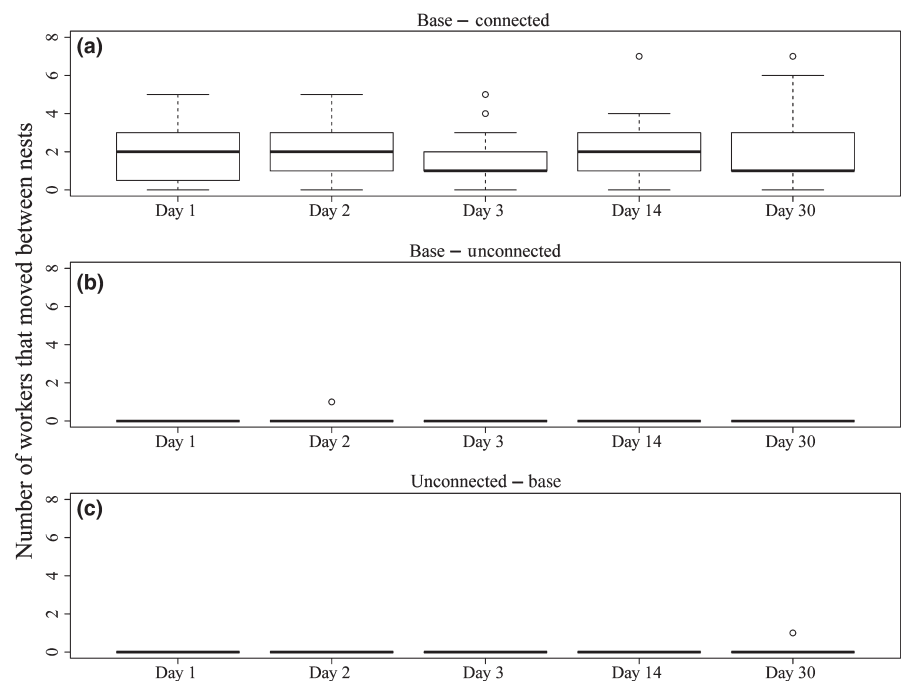 Number of workers that moved between nests
Base – connected
(a)
8
6
4
2
0
Day 1 Day 2 Day 3 Day 14 Day 30
Base – unconnected
(b)
8
6
4
2
0
Day 1 Day 2 Day 3 Day 14 Day 30
Unconnected – base
(c)
8
6
4
2
0
Day 1 Day 2 Day 3 Day 14 Day 30